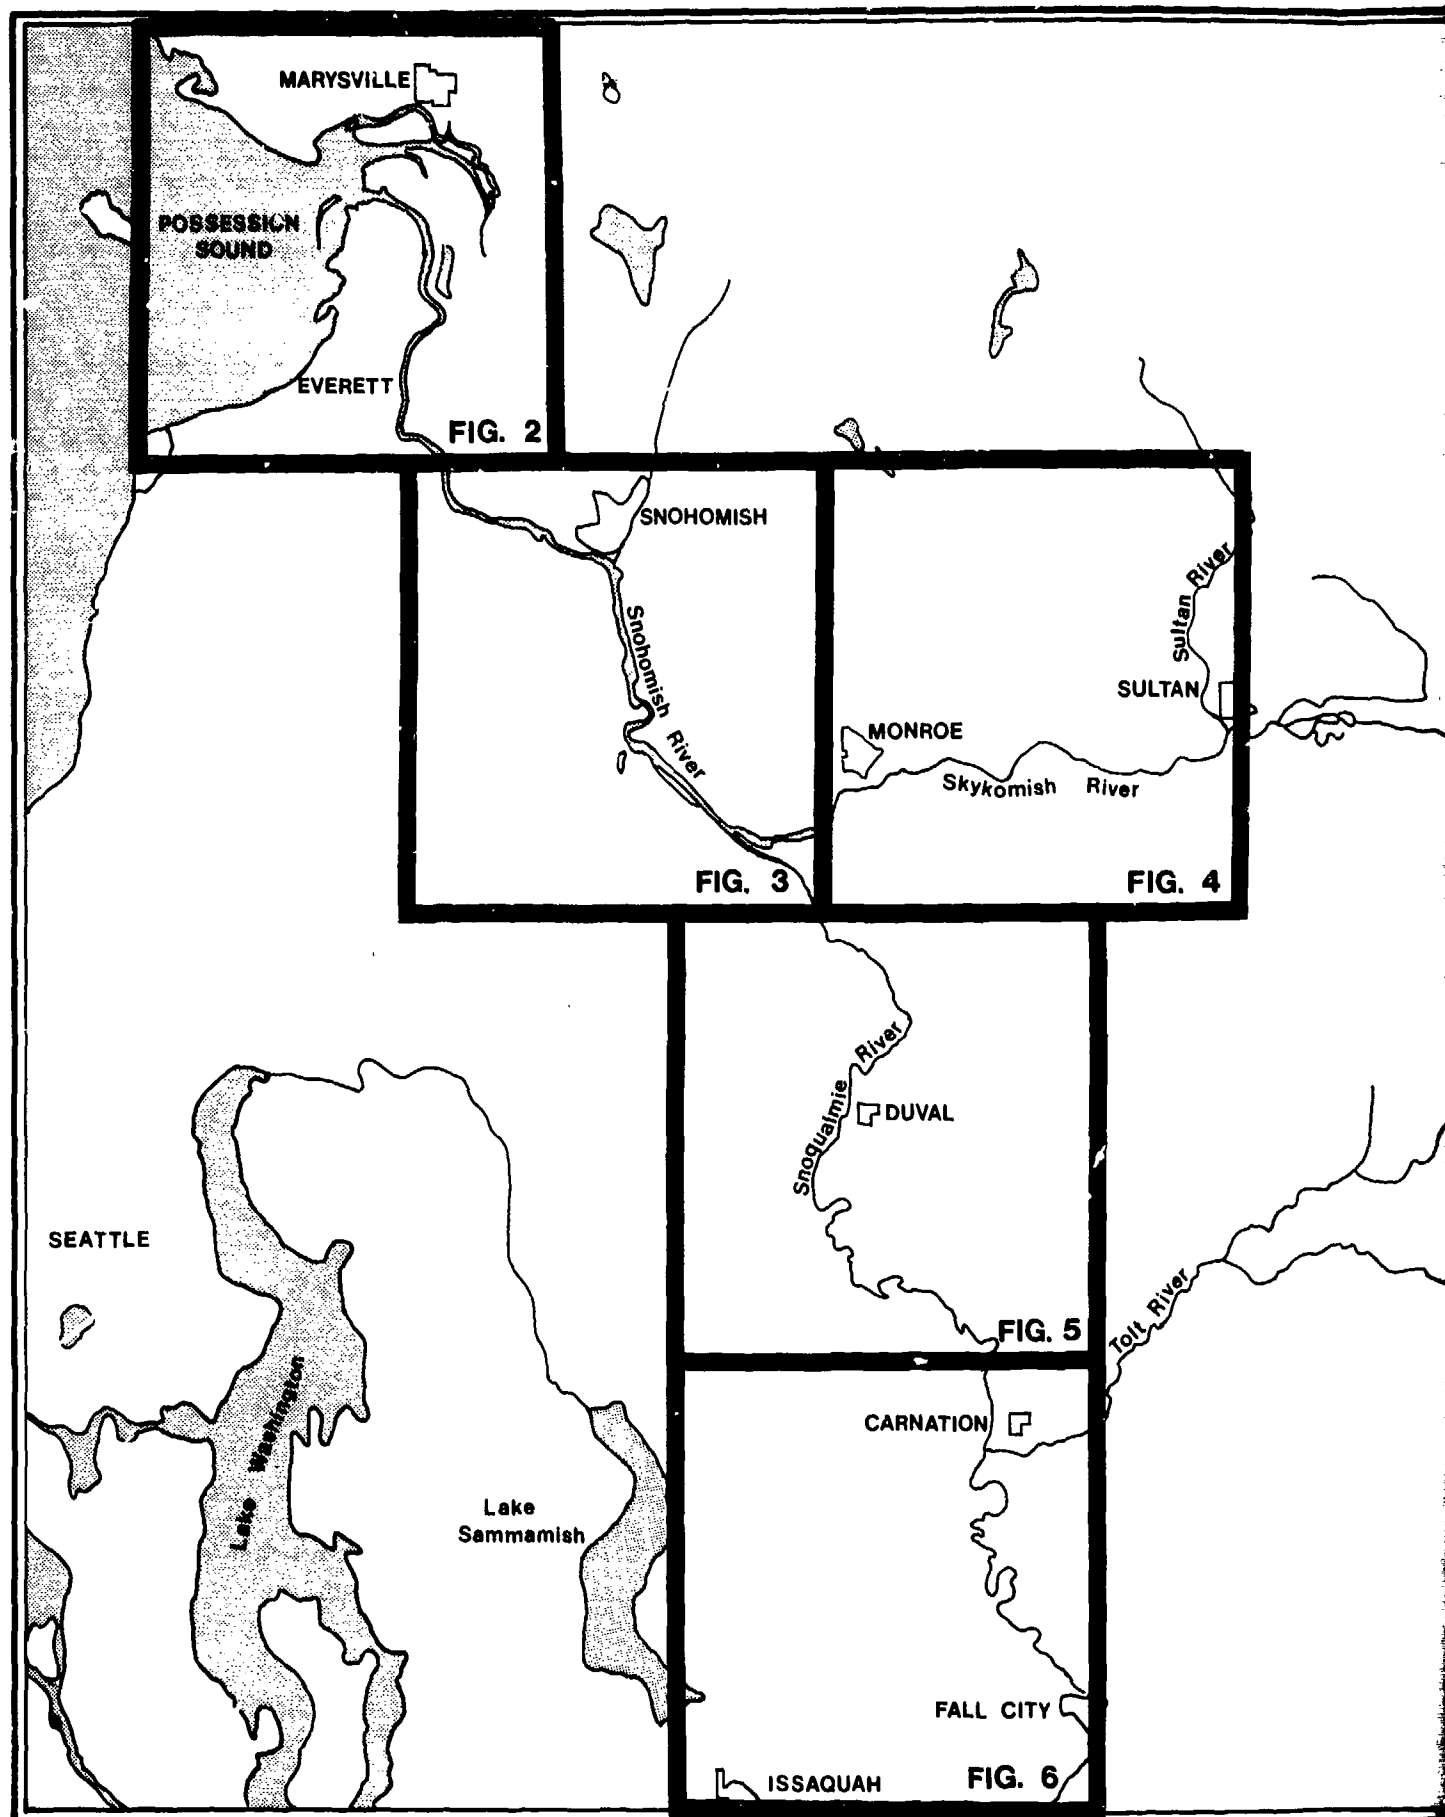 MARYSVILLE
POSSESSION
SOUND
EVERETT
FIG. 2
SNOHOMISH
Snohomish River
FIG. 3
Sultan River
SULTAN
MONROE
Skykomish River
FIG. 4
Snoqualmie River
DUVAL
FIG. 5
SEATTLE
Tolt River
Lake Washington
CARNATION
Lake
Sammamish
FALL CITY
ISSAQUAH
FIG. 6